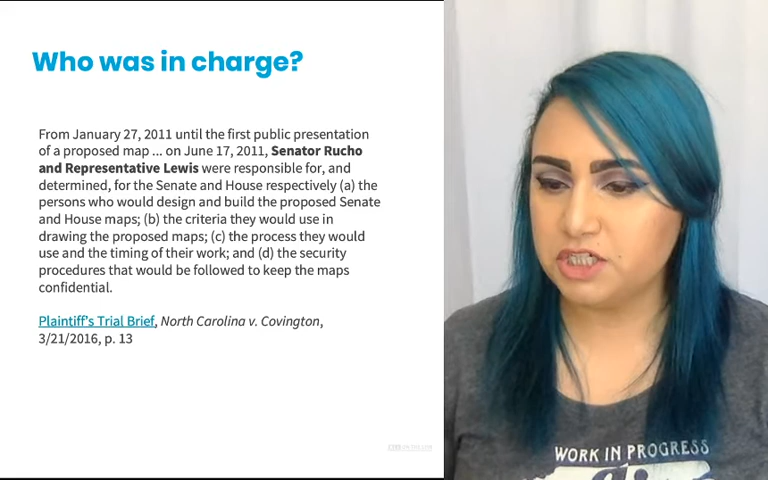 Who was in charge?
From January 27, 2011 until the first public presentation
of a proposed map ... on June 17, 2011, Senator Rucho
and Representative Lewis were responsible for, and
determined, for the Senate and House respectively (a) the
persons who would design and build the proposed Senate
and House maps; (b) the criteria they would use in
drawing the proposed maps; (c) the process they would
use and the timing of their work; and (d) the security
procedures that would be followed to keep the maps
confidential.
Plaintiff's Trial Brief, North Carolina v. Covington,
3/21/2016, p. 13
WORK IN PROGRESS